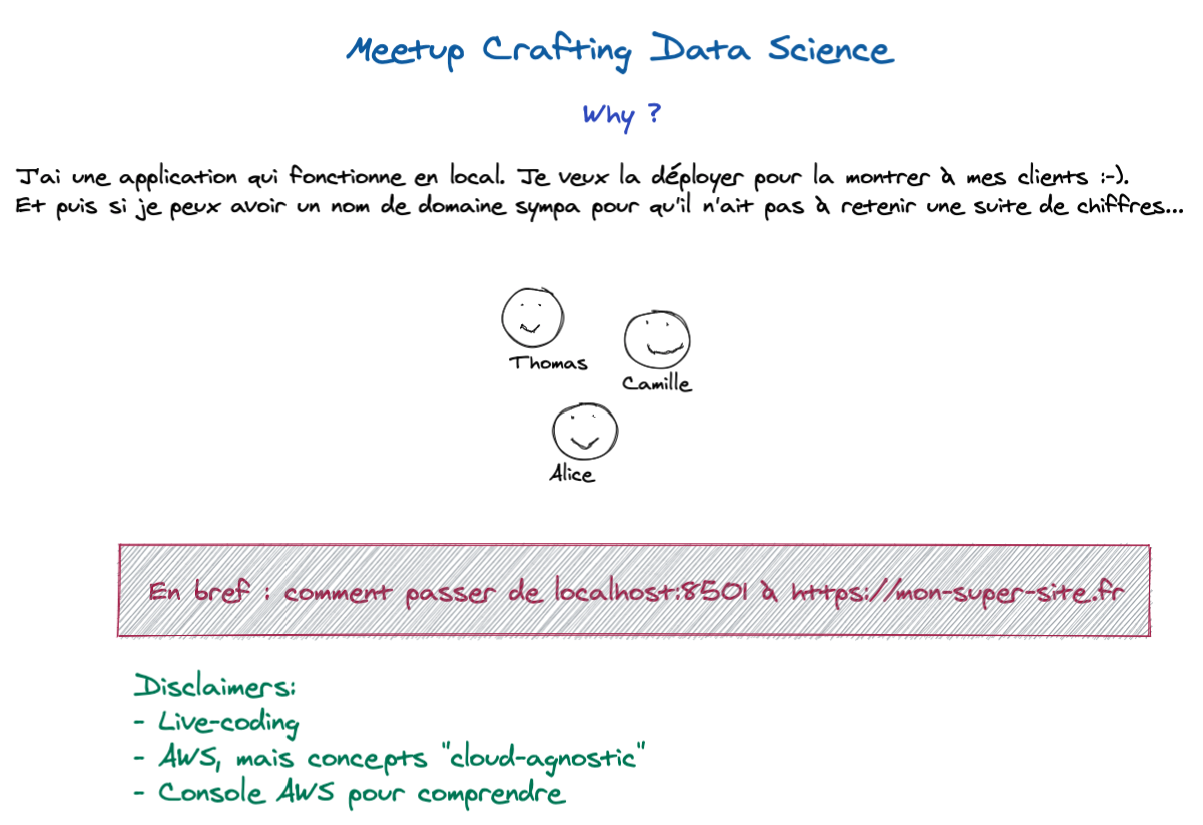 Meetup Crafting Data Science
Why ?
J'ai une application qui fonctionne en local. Je veux la déployer pour la montrer à mes clients :-).
Et puis si je peux avoir un nom de domaine sympa pour qu'il n'ait pas à retenir une suite de chiffres...
Thomas
Camille
Alice
En bref : comment passer de localhost:8501 à https://mon-super-site.fr
Disclaimers:
- Live-coding
- AWS, mais concepts "cloud-agnostic"
- Console AWS pour comprendre